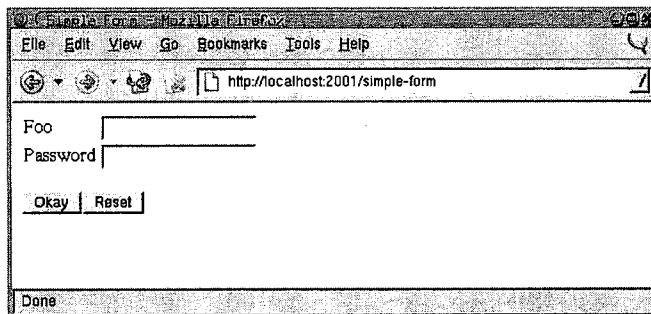 Simple Form - Mozilla Firefox
File Edit View Go Bookmarks Tools Help
http://localhost:2001/simple-form
Foo
Password
Okay Reset
Done